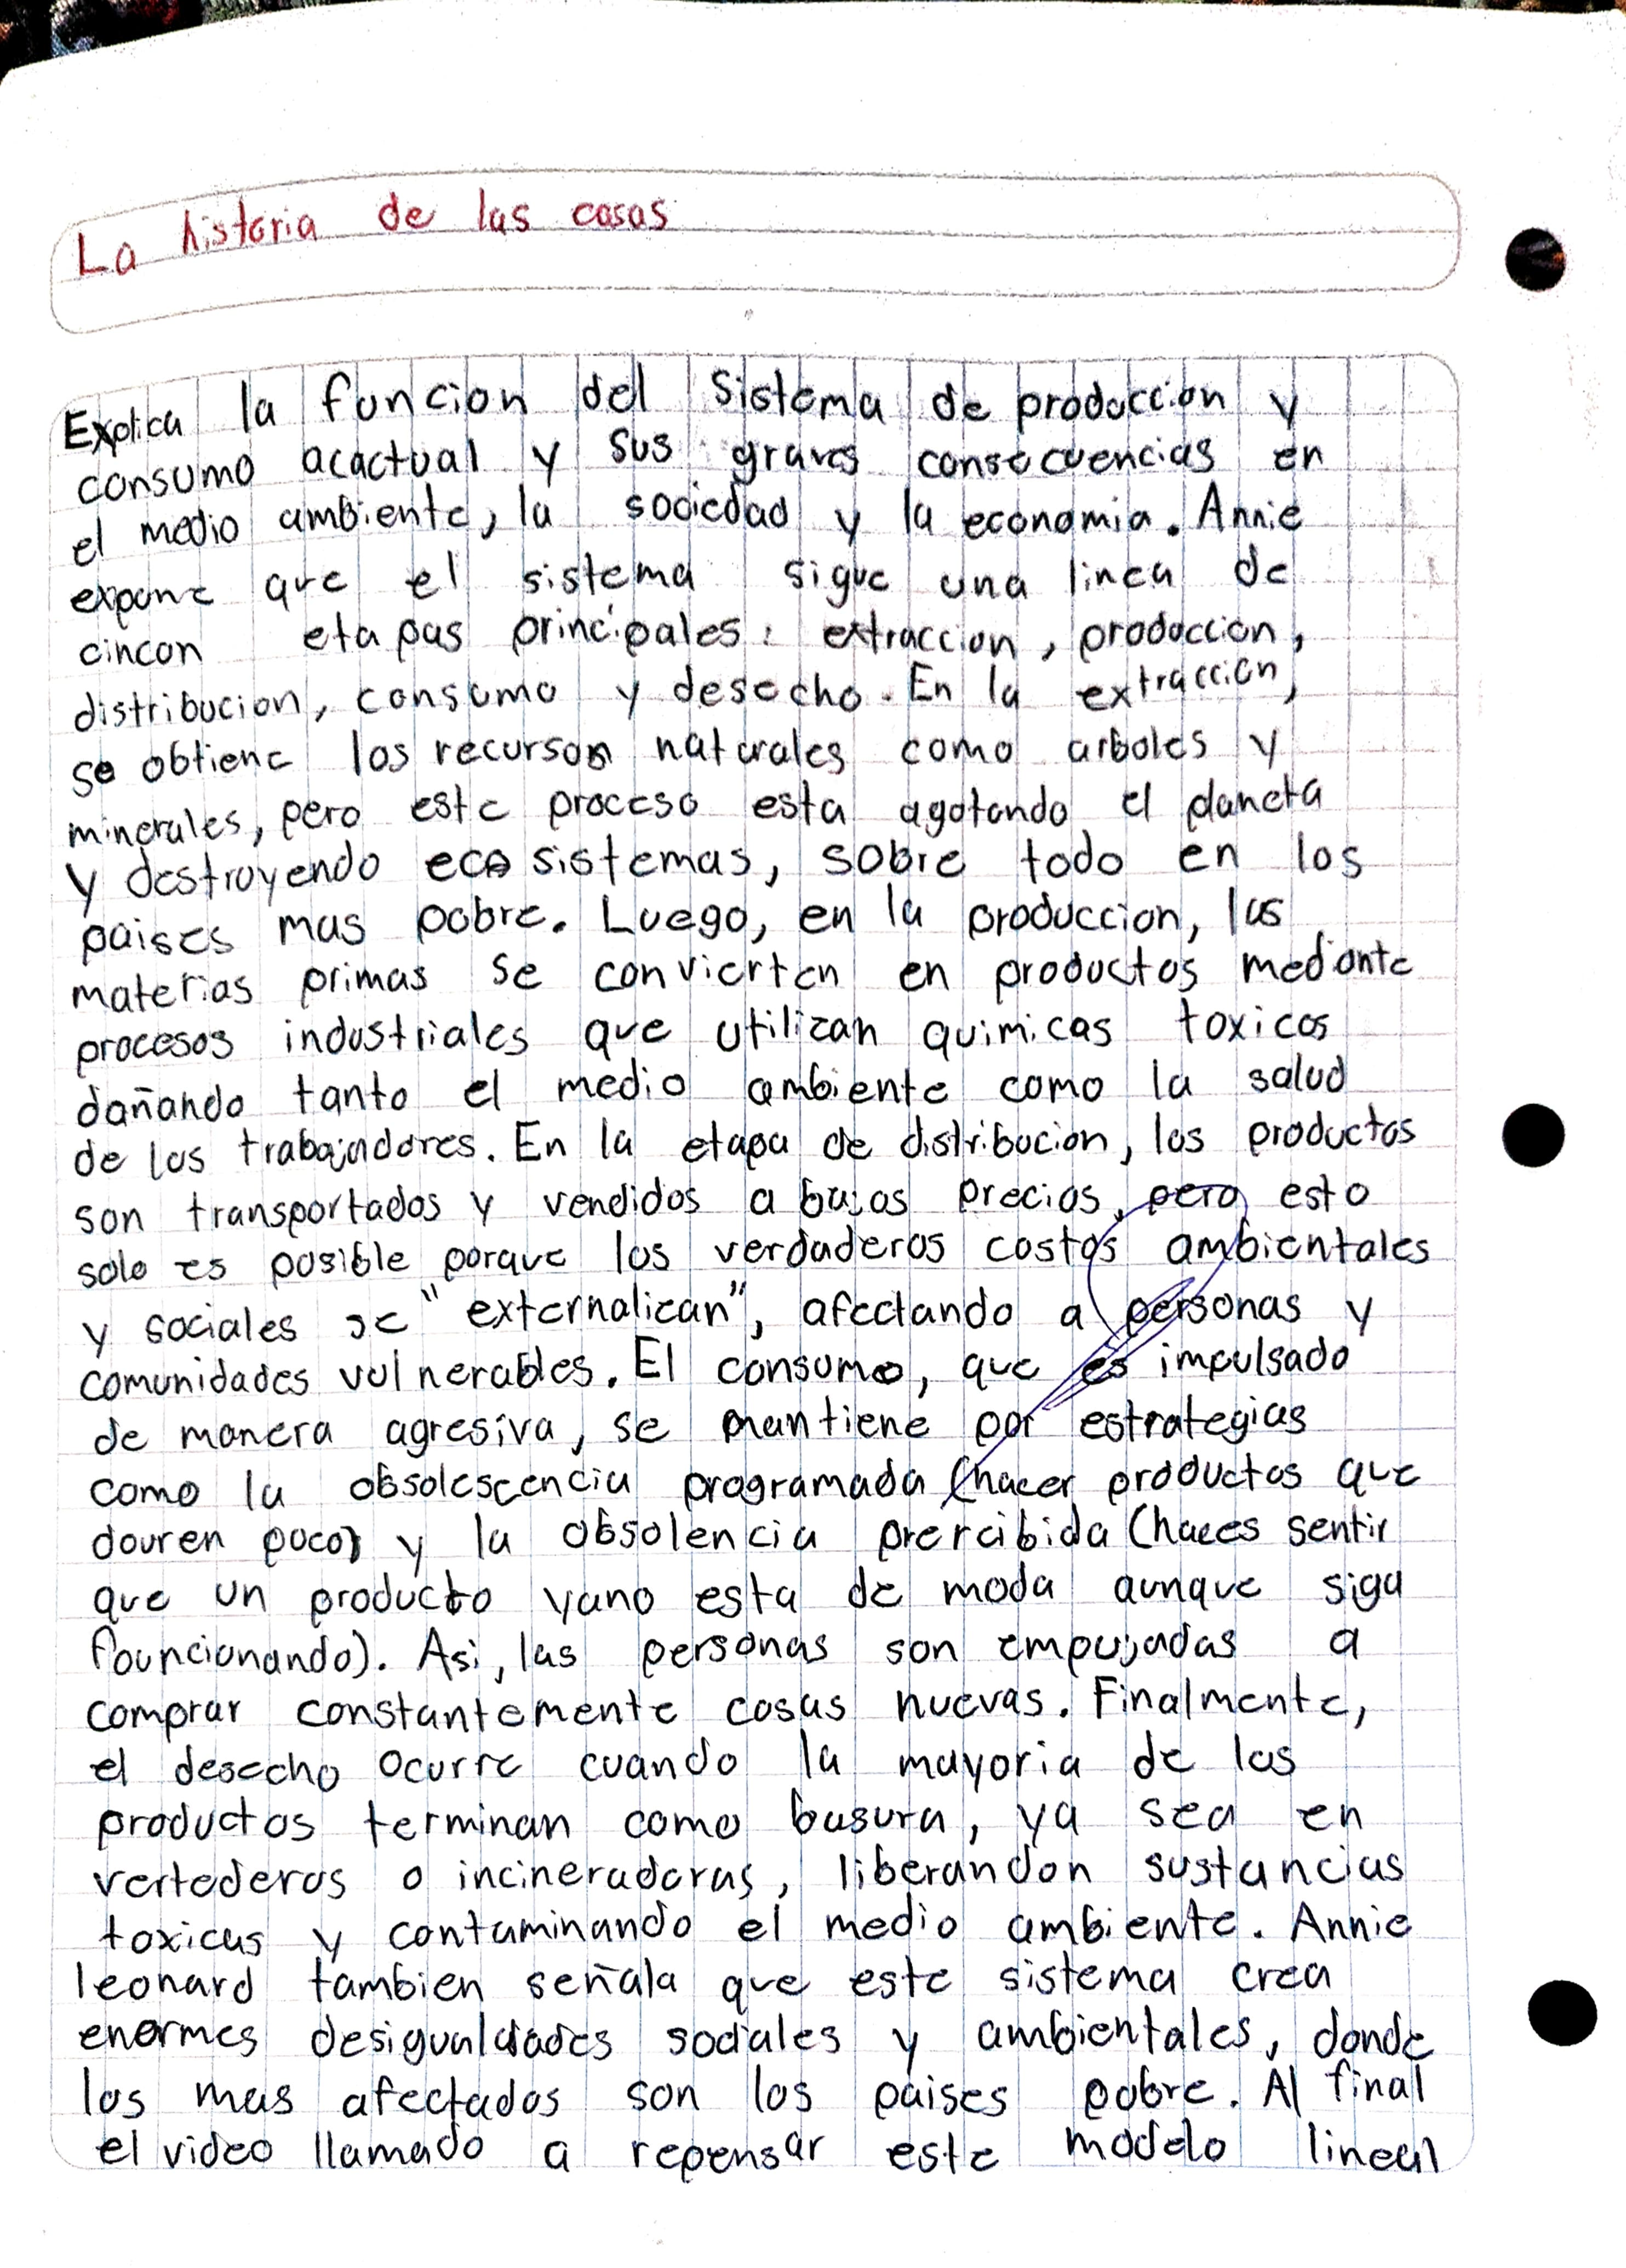 La historia de las cosas
Explica la funcion del sistema de produccion y
consumo acactual y sus graves consecuencias en
el medio ambiente, la sociedad y la economia. Annie
expone que el sistema sigue una linea de
cincon etapas principales: extraccion, produccion,
distribucion, consumo y desecho. En la extraccion,
se obtiene los recurson naturales como arboles y
minerales, pero este proceso esta agotando el planeta
y destroyendo ecosistemas, sobre todo en los
paises mas pobre. Luego, en la produccion, las
materias primas se convierten en productos mediante
procesos industriales que utilizan quimicas toxicos
dañando tanto el medio ambiente como la salud
de los trabajadores. En la etapa de distribucion, los productos
son transportados y vendidos a bajos precios, pero esto
solo es posible porque los verdaderos costos ambientales
y sociales se "externalican", afectando a personas y
comunidades vulnerables. El consumo, que es impulsado
de manera agresiva, se mantiene por estrategias
como la obsolescencia programada (hacer productos que
douren poco) y la obsolencia prercibida (haces sentir
que un producto yano esta de moda aunque siga
founcionando). Asi, las personas son empujadas a
comprar constantemente cosas nuevas. Finalmente,
el desecho ocurre cuando la mayoria de los
productos terminan como basura, ya sea en
vertederos o incineradoras, liberandon sustancias
toxicas y contaminando el medio ambiente. Annie
leonard tambien señala que este sistema crea
enormes desigualdades sociales y ambientales, donde
los mas afectados son los paises pobre. Al final
el video llamado a repensar este modelo lineal